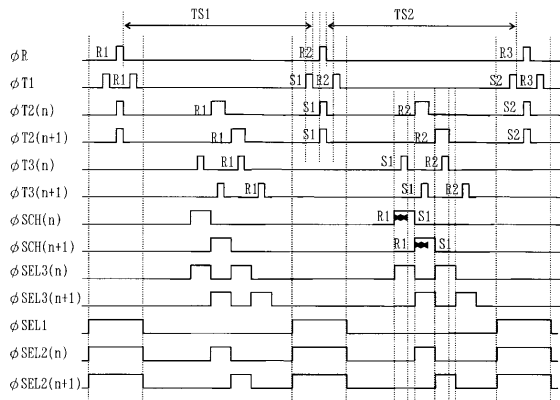 TS1 TS2
φR R1 R2 R3
φT1 R1 S1 R2 S2 R3
φT2(n) R1 S1 R2 S2
φT2(n+1) R1 S1 R2 S2
φT3(n) R1 S1 R2
φT3(n+1) R1 S1 R2
φSCH(n) R1 S1
φSCH(n+1) R1 S1
φSEL3(n)
φSEL3(n+1)
φSEL1
φSEL2(n)
φSEL2(n+1)